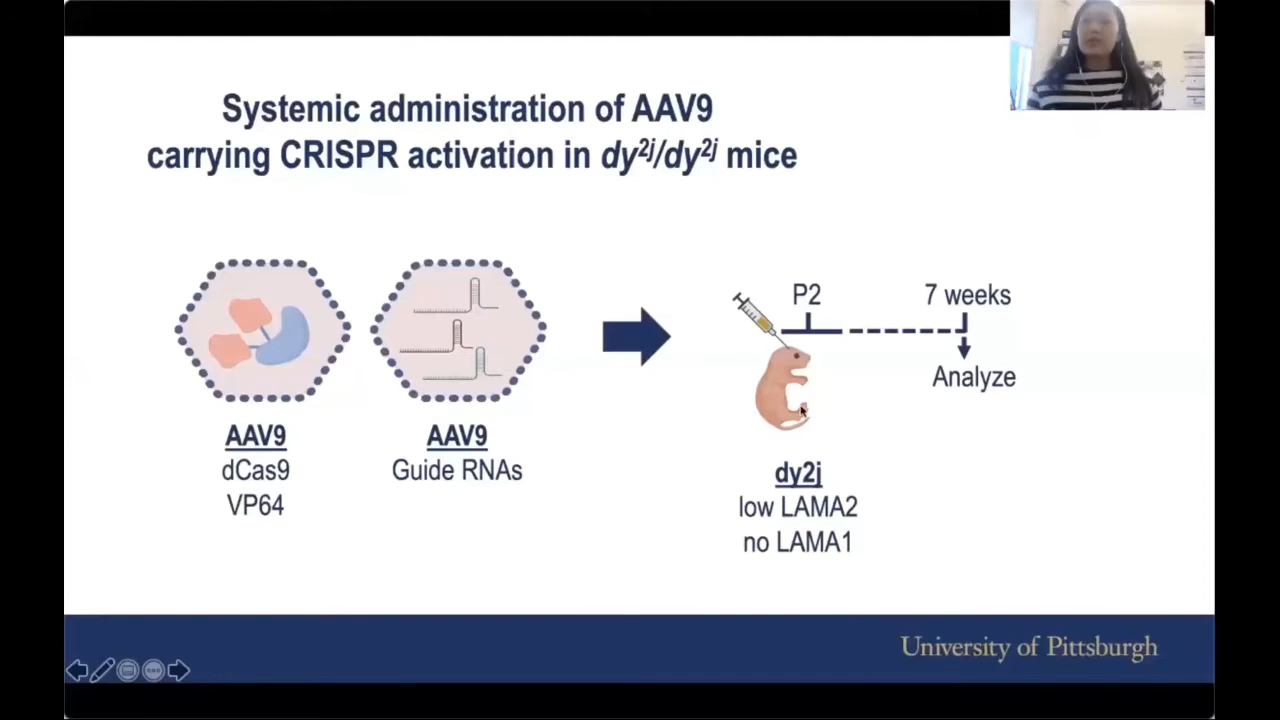 Systemic administration of AAV9
carrying CRISPR activation in dy2j/dy2j mice
P2
7 weeks
Analyze
AAV9
dCas9
VP64
AAV9
Guide RNAs
dy2j
low LAMA2
no LAMA1
University of Pittsburgh